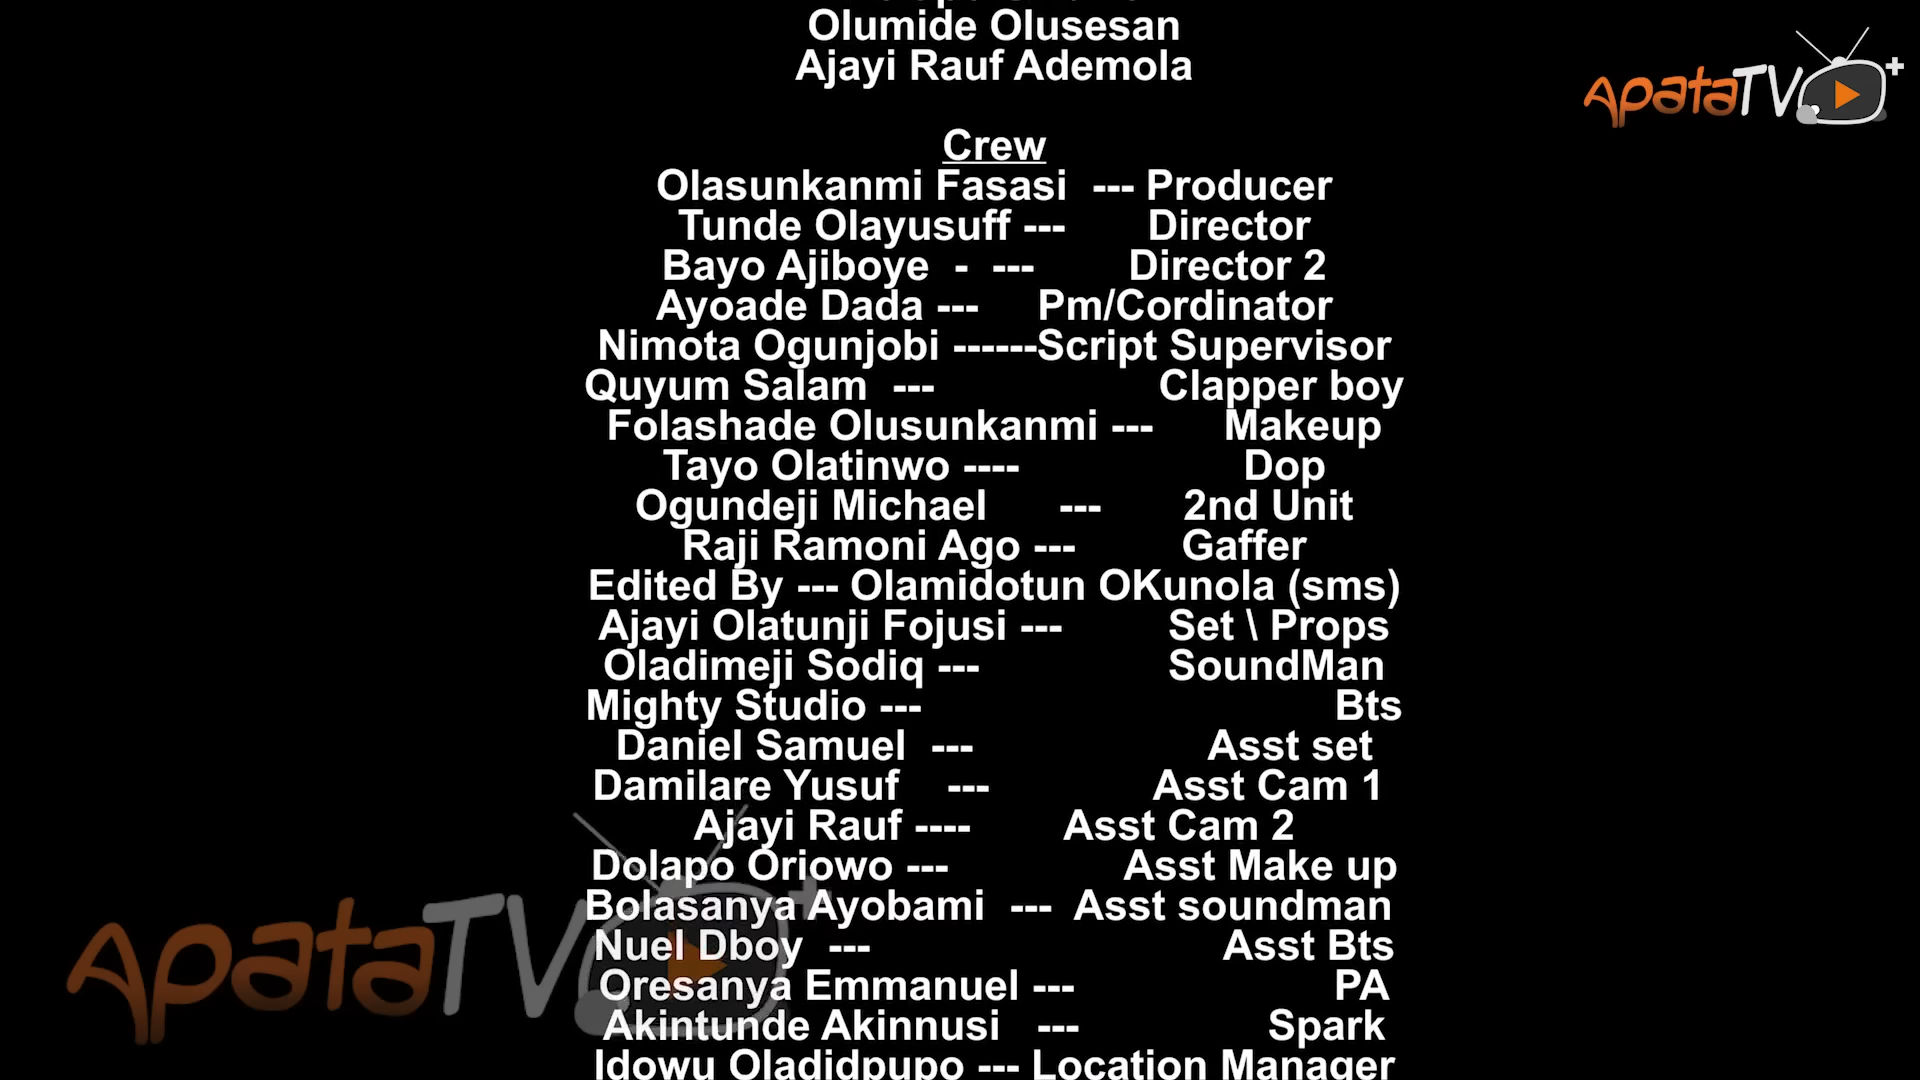 Olumide Olusesan
Ajayi Rauf Ademola
ApataTV+
Crew
Olasunkanmi Fasasi --- Producer
Tunde Olayusuff --- Director
Bayo Ajiboye - --- Director 2
Ayoade Dada --- Pm/Cordinator
Nimota Ogunjobi ------Script Supervisor
Quyum Salam --- Clapper boy
Folashade Olusunkanmi --- Makeup
Tayo Olatinwo ---- Dop
Ogundeji Michael --- 2nd Unit
Raji Ramoni Ago --- Gaffer
Edited By --- Olamidotun OKunola (sms)
Ajayi Olatunji Fojusi --- Set \ Props
Oladimeji Sodiq --- SoundMan
Mighty Studio --- Bts
Daniel Samuel --- Asst set
Damilare Yusuf --- Asst Cam 1
Ajayi Rauf ---- Asst Cam 2
Dolapo Oriowo --- Asst Make up
Bolasanya Ayobami --- Asst soundman
Nuel Dboy --- Asst Bts
Oresanya Emmanuel --- PA
Akintunde Akinnusi --- Spark
Idowu Oladidpupo --- Location Manager
ApataTV+